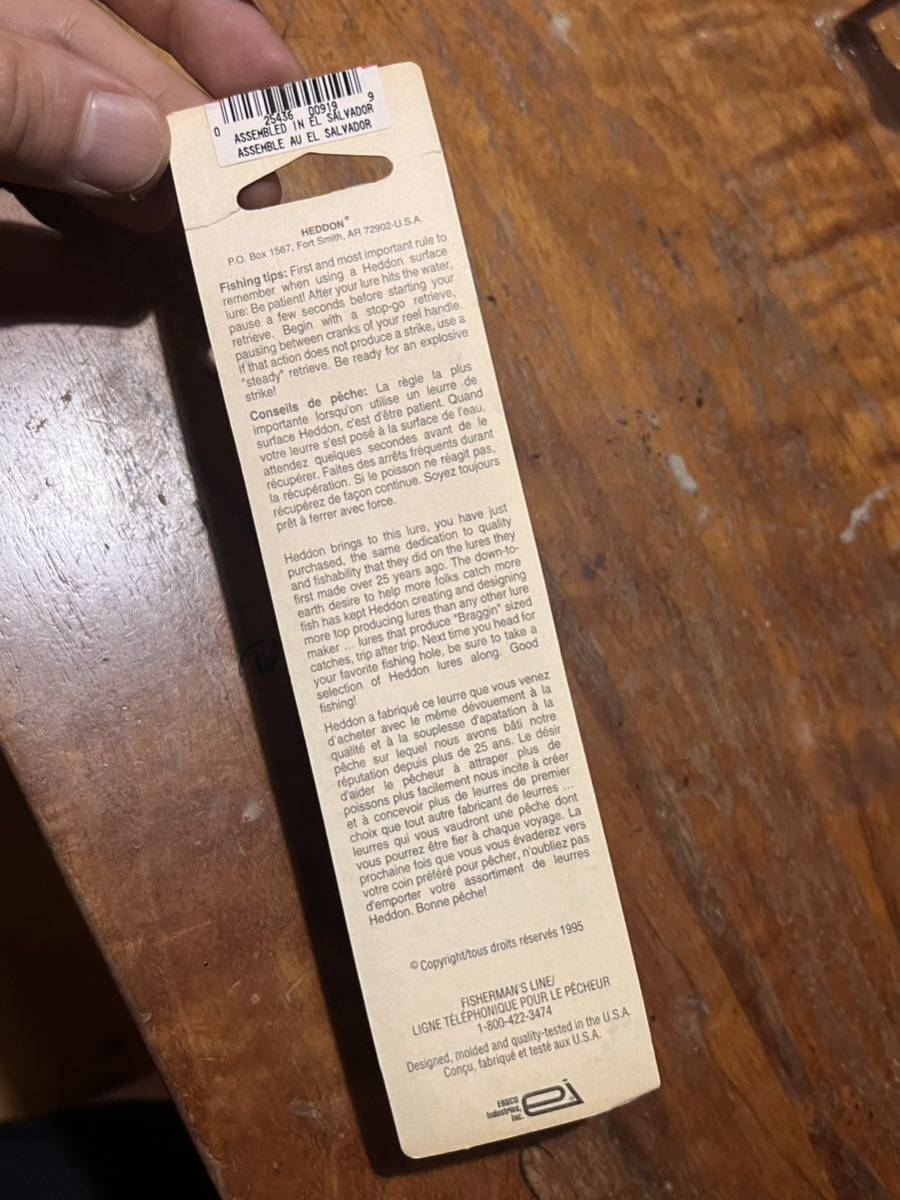 0 25436 00919 9
ASSEMBLED IN EL SALVADOR
ASSEMBLE AU EL SALVADOR
HEDDON®
P.O. Box 1587, Fort Smith, AR 72902-U.S.A.
Fishing tips: First and most important rule to
remember when using a Heddon surface
lure: Be patient! After your lure hits the water,
pause a few seconds before starting your
retrieve. Begin with a stop-go retrieve,
pausing between cranks of your reel handle.
If that action does not produce a strike, use a
"steady" retrieve. Be ready for an explosive
strike!
Conseils de pêche: La règle la plus
importante lorsqu'on utilise un leurre de
surface Heddon, c'est d'être patient. Quand
votre leurre s'est posé à la surface de l'eau,
attendez quelques secondes avant de le
récupérer. Faites des arrêts fréquents durant
la récupération. Si le poisson ne réagit pas,
récupérez de façon continue. Soyez toujours
prêt à ferrer avec force.
Heddon brings to this lure, you have just
purchased, the same dedication to quality
and fishability that they did on the lures they
first made over 25 years ago. The down-to-
earth desire to help more folks catch more
fish has kept Heddon creating and designing
more top producing lures than any other lure
maker ... lures that produce "Braggin" sized
catches, trip after trip. Next time you head for
your favorite fishing hole, be sure to take a
selection of Heddon lures along. Good
fishing!
Heddon a fabriqué ce leurre que vous venez
d'acheter avec le même dévouement à la
qualité et à la souplesse d'apatation à la
pêche sur lequel nous avons bâti notre
réputation depuis plus de 25 ans. Le désir
d'aider le pêcheur à attraper plus de
poissons plus facilement nous incite à créer
et à concevoir plus de leurres de premier
choix que tout autre fabricant de leurres ...
leurres qui vous vaudront une pêche dont
vous pourrez être fier à chaque voyage. La
prochaine fois que vous vous évaderez vers
votre coin préféré pour pêcher, n'oubliez pas
d'emporter votre assortiment de leurres
Heddon. Bonne pêche!
© Copyright/tous droits réservés 1995
FISHERMAN'S LINE/
LIGNE TÉLÉPHONIQUE POUR LE PÊCHEUR
1-800-422-3474
Designed, molded and quality-tested in the U.S.A.
Conçu, fabriqué et testé aux U.S.A.
EBSCO
Industries,
Inc.